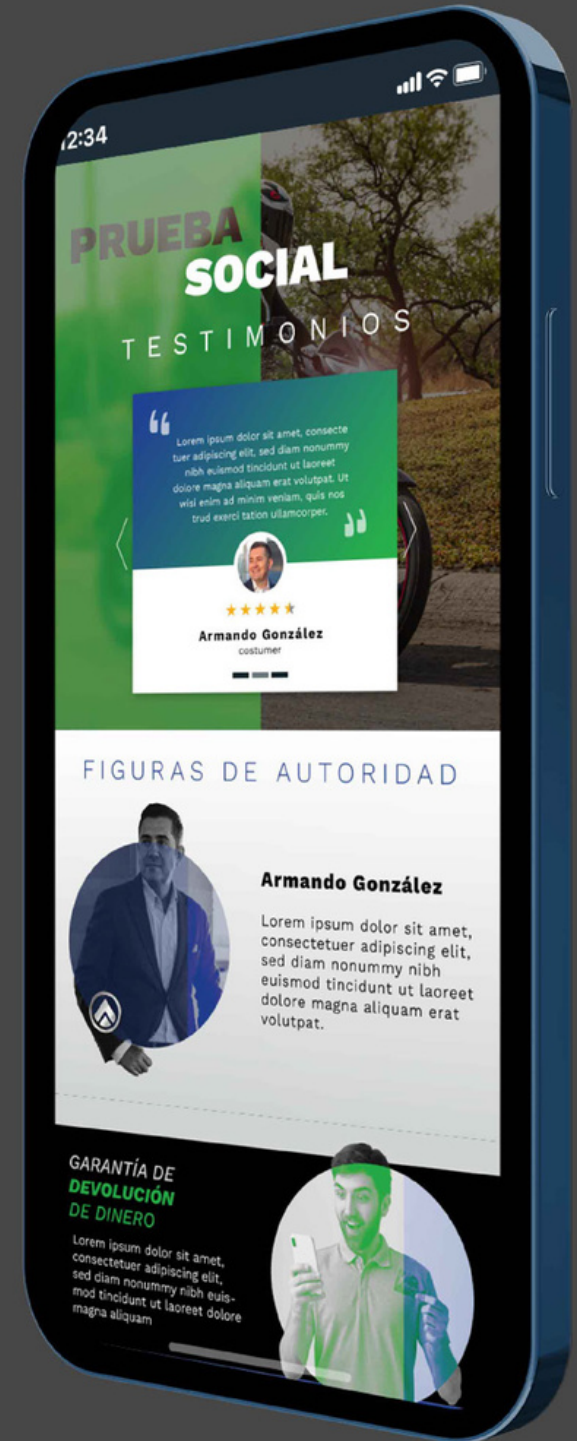 12:34
PRUEBA
SOCIAL
TESTIMONIOS
“
Lorem ipsum dolor sit amet, consecte
tuer adipiscing elit, sed diam nonummy
nibh euismod tincidunt ut laoreet
dolore magna aliquam erat volutpat. Ut
wisi enim ad minim veniam, quis nos
trud exerci tation ullamcorper.
”
Armando González
costumer
FIGURAS DE AUTORIDAD
Armando González
Lorem ipsum dolor sit amet,
consectetuer adipiscing elit,
sed diam nonummy nibh
euismod tincidunt ut laoreet
dolore magna aliquam erat
volutpat.
GARANTÍA DE
DEVOLUCIÓN
DE DINERO
Lorem ipsum dolor sit amet,
consectetuer adipiscing elit,
sed diam nonummy nibh euis-
mod tincidunt ut laoreet dolore
magna aliquam